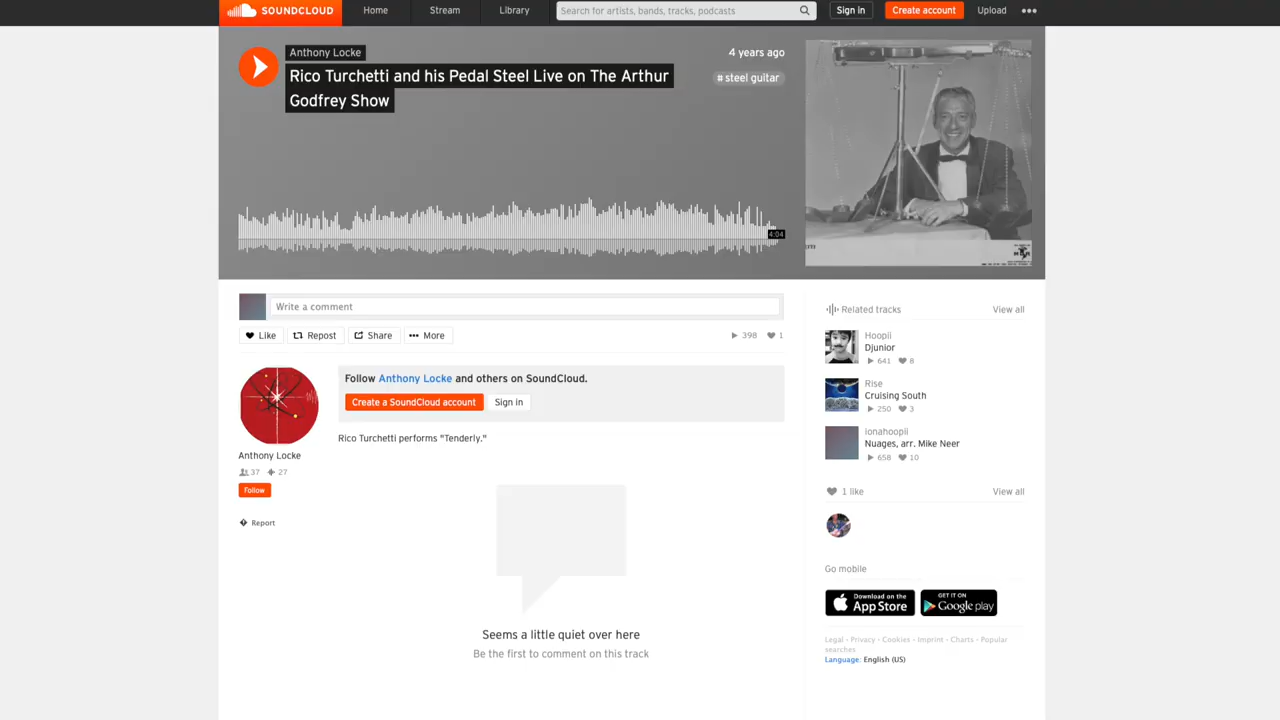 SOUNDCLOUD
Home
Stream
Library
Search for artists, bands, tracks, podcasts
Sign in
Create account
Upload
Anthony Locke
Rico Turchetti and his Pedal Steel Live on The Arthur
Godfrey Show
4 years ago
# steel guitar
4:04
Write a comment
Like
Repost
Share
More
398
1
Follow Anthony Locke and others on SoundCloud.
Create a SoundCloud account
Sign in
Rico Turchetti performs "Tenderly."
Anthony Locke
37
27
Follow
Report
Seems a little quiet over here
Be the first to comment on this track
Related tracks
View all
Hoopii
Djunior
641
8
Rise
Cruising South
250
3
Ionahoopii
Nuages, arr. Mike Neer
658
10
1 like
View all
Go mobile
Download on the
App Store
GET IT ON
Google play
Legal - Privacy - Cookies - Imprint - Charts - Popular
searches
Language: English (US)